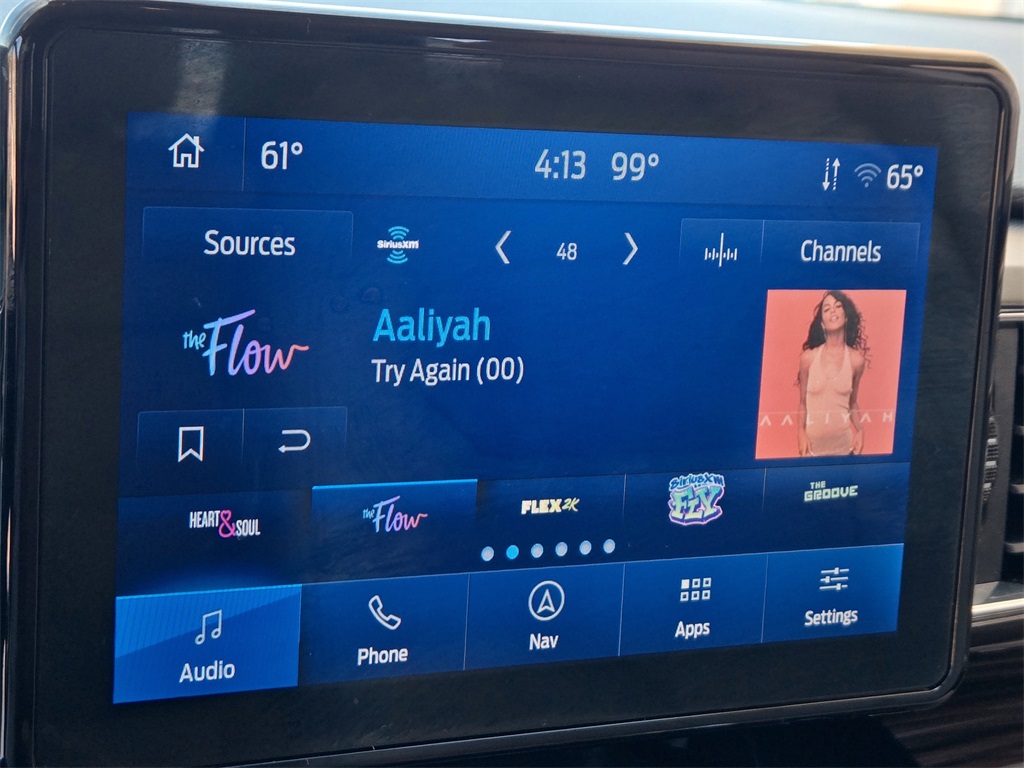 61°
4:13 99°
65°
Sources
SiriusXM
48
Channels
the Flow
Aaliyah
Try Again (00)
AALIYAH
HEART & SOUL
the Flow
FLEX2K
SiriusXM
FLY
THE
GROOVE
Audio
Phone
Nav
Apps
Settings